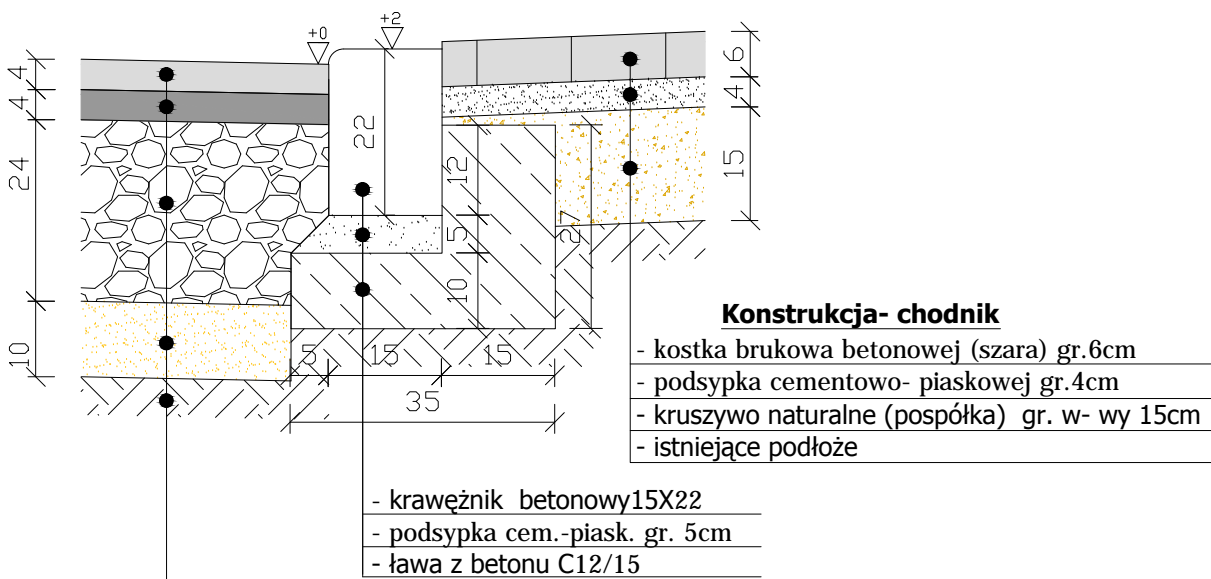 +0
+2
4
4
24
10
22
12
5
10
27
6
4
15
5
15
15
35
Konstrukcja- chodnik
- kostka brukowa betonowej (szara) gr.6cm
- podsypka cementowo- piaskowej gr.4cm
- kruszywo naturalne (pospółka) gr. w- wy 15cm
- istniejące podłoże
- krawężnik betonowy15X22
- podsypka cem.-piask. gr. 5cm
- ława z betonu C12/15